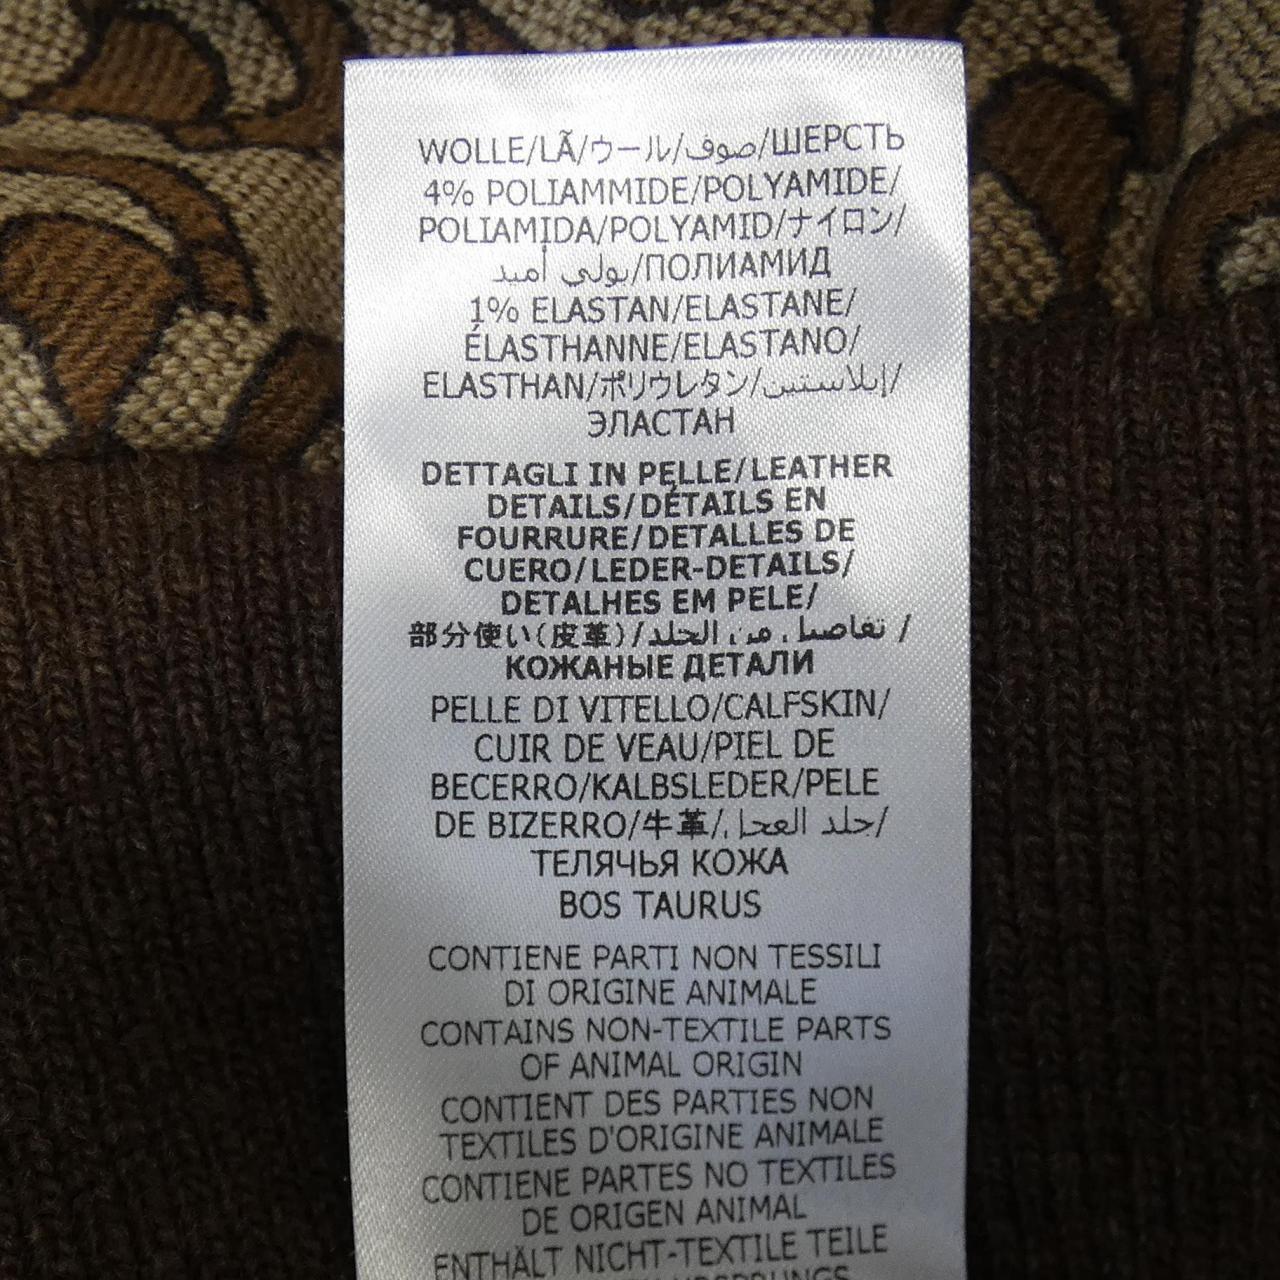 WOLLE/LÃ/ウール/صوف/ШЕРСТЬ
4% POLIAMMIDE/POLYAMIDE/
POLIAMIDA/POLYAMID/ナイロン/
بولي أميد/ПОЛИАМИД
1% ELASTAN/ELASTANE/
ÉLASTHANNE/ELASTANO/
ELASTHAN/ポリウレタン/إيلاستين/
ЭЛАСТАН
DETTAGLI IN PELLE/LEATHER
DETAILS/DÉTAILS EN
FOURRURE/DETALLES DE
CUERO/LEDER-DETAILS/
DETALHES EM PELE/
部分使い(皮革)/تفاصيل من الجلد/
КОЖАНЫЕ ДЕТАЛИ
PELLE DI VITELLO/CALFSKIN/
CUIR DE VEAU/PIEL DE
BECERRO/KALBSLEDER/PELE
DE BIZERRO/牛革/جلد العجل/
ТЕЛЯЧЬЯ КОЖА
BOS TAURUS
CONTIENE PARTI NON TESSILI
DI ORIGINE ANIMALE
CONTAINS NON-TEXTILE PARTS
OF ANIMAL ORIGIN
CONTIENT DES PARTIES NON
TEXTILES D'ORIGINE ANIMALE
CONTIENE PARTES NO TEXTILES
DE ORIGEN ANIMAL
ENTHÄLT NICHT-TEXTILE TEILE